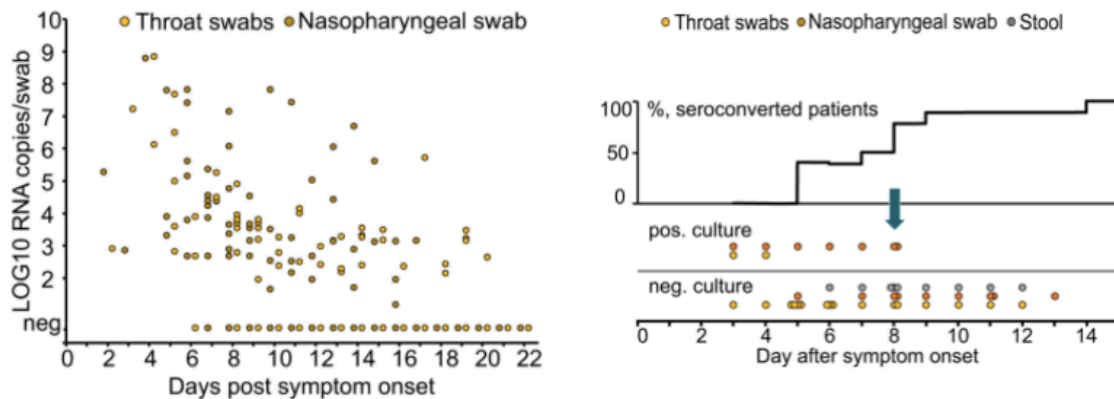 Throat swabs Nasopharyngeal swab
LOG10 RNA copies/swab
10
9
8
7
6
5
4
3
2
neg.
0 2 4 6 8 10 12 14 16 18 20 22
Days post symptom onset
Throat swabs Nasopharyngeal swab Stool
%, seroconverted patients
100
50
0
pos. culture
neg. culture
0 2 4 6 8 10 12 14
Day after symptom onset